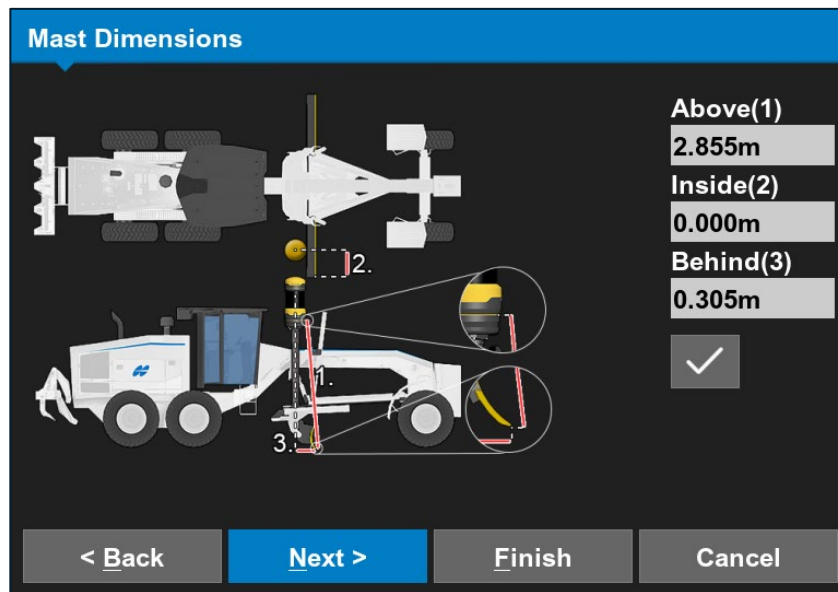 Mast Dimensions
Above(1)
2.855m
Inside(2)
0.000m
Behind(3)
0.305m
2.
1.
3.
< Back
Next >
Finish
Cancel